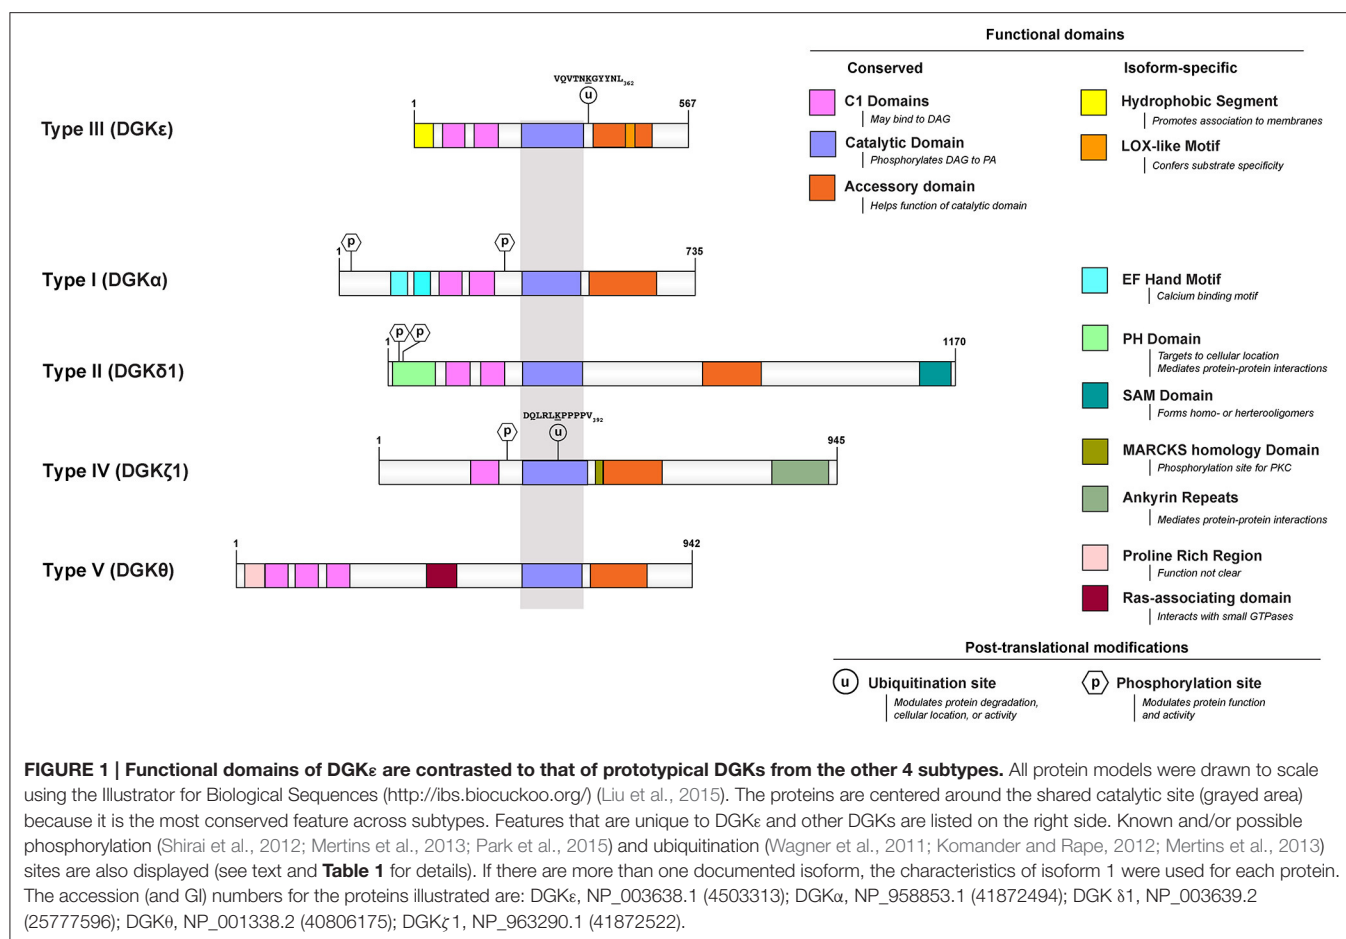 Functional domains
Conserved
Isoform-specific
C1 Domains
May bind to DAG
Catalytic Domain
Phosphorylates DAG to PA
Accessory domain
Helps function of catalytic domain
Hydrophobic Segment
Promotes association to membranes
LOX-like Motif
Confers substrate specificity
Type III (DGKε)
VQVTNKGYYNL362
u
1
567
Type I (DGKα)
p
p
1
735
EF Hand Motif
Calcium binding motif
Type II (DGKδ1)
p
p
1
1170
PH Domain
Targets to cellular location
Mediates protein-protein interactions
SAM Domain
Forms homo- or herterooligomers
Type IV (DGKζ1)
DQLRLKPPPPV392
p
u
1
945
MARCKS homology Domain
Phosphorylation site for PKC
Ankyrin Repeats
Mediates protein-protein interactions
Type V (DGKθ)
1
942
Proline Rich Region
Function not clear
Ras-associating domain
Interacts with small GTPases
Post-translational modifications
u
Ubiquitination site
Modulates protein degradation,
cellular location, or activity
p
Phosphorylation site
Modulates protein function
and activity
FIGURE 1 | Functional domains of DGKε are contrasted to that of prototypical DGKs from the other 4 subtypes. All protein models were drawn to scale
using the Illustrator for Biological Sequences (http://ibs.biocuckoo.org/) (Liu et al., 2015). The proteins are centered around the shared catalytic site (grayed area)
because it is the most conserved feature across subtypes. Features that are unique to DGKε and other DGKs are listed on the right side. Known and/or possible
phosphorylation (Shirai et al., 2012; Mertins et al., 2013; Park et al., 2015) and ubiquitination (Wagner et al., 2011; Komander and Rape, 2012; Mertins et al., 2013)
sites are also displayed (see text and Table 1 for details). If there are more than one documented isoform, the characteristics of isoform 1 were used for each protein.
The accession (and GI) numbers for the proteins illustrated are: DGKε, NP_003638.1 (4503313); DGKα, NP_958853.1 (41872494); DGK δ1, NP_003639.2
(25777596); DGKθ, NP_001338.2 (40806175); DGKζ1, NP_963290.1 (41872522).